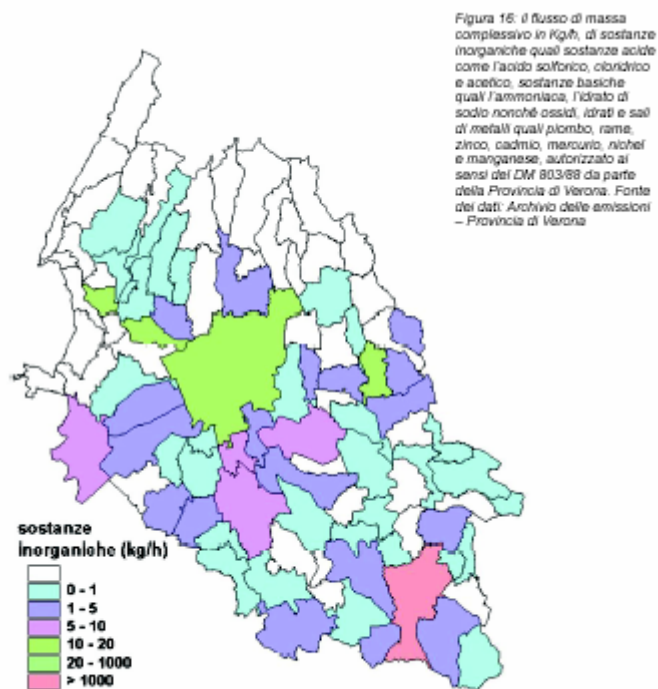 Figura 16: il flusso di massa
complessivo in Kg/h, di sostanze
inorganiche quali sostanze acide
come l'acido solforico, cloridrico
e acetico, sostanze basiche
quali l'ammoniaca, l'idrato di
sodio nonché ossidi, idrati e sali
di metalli quali piombo, rame,
zinco, cadmio, mercurio, nichel
e manganese, autorizzato ai
sensi del DM 803/88 da parte
della Provincia di Verona. Fonte
dei dati: Archivio delle emissioni
– Provincia di Verona
sostanze
inorganiche (kg/h)
0 - 1
1 - 5
5 - 10
10 - 20
20 - 1000
> 1000